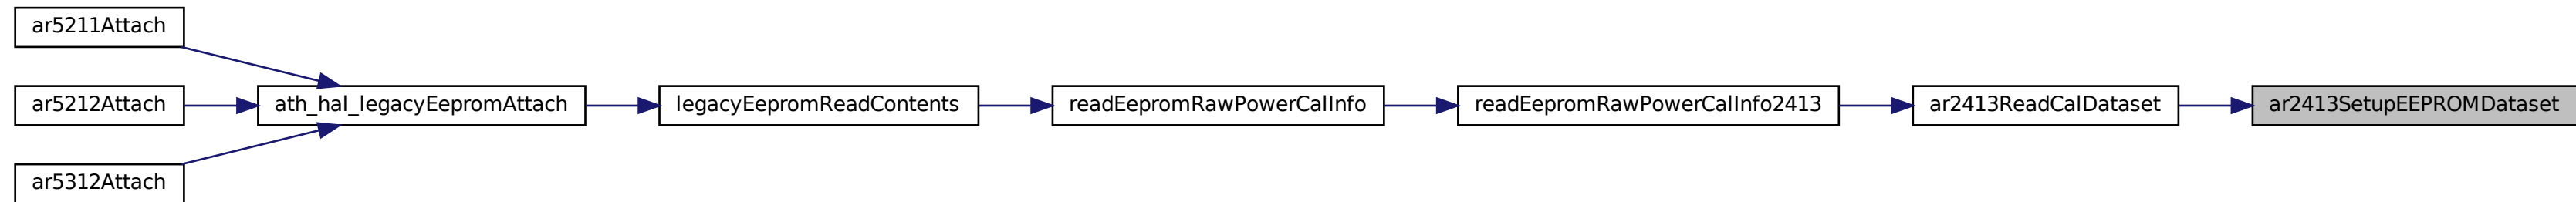 ar5211Attach
ar5212Attach
ath_hal_legacyEepromAttach
legacyEepromReadContents
readEepromRawPowerCalInfo
readEepromRawPowerCalInfo2413
ar2413ReadCalDataset
ar2413SetupEEPROMDataset
ar5312Attach